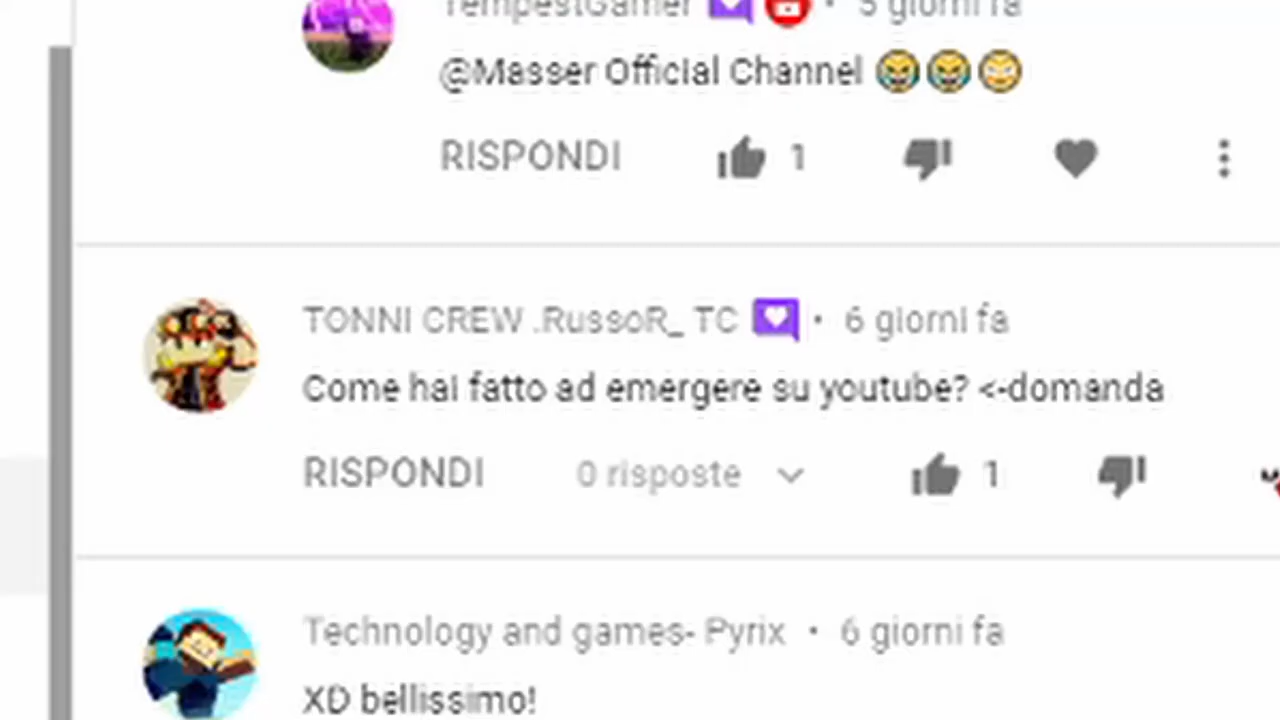 TempestGamer • 5 giorni fa
@Masser Official Channel 😂😂😁
RISPONDI 1
TONNI CREW .RussoR_ TC • 6 giorni fa
Come hai fatto ad emergere su youtube? <-domanda
RISPONDI 0 risposte 1
Technology and games- Pyrix • 6 giorni fa
XD bellissimo!